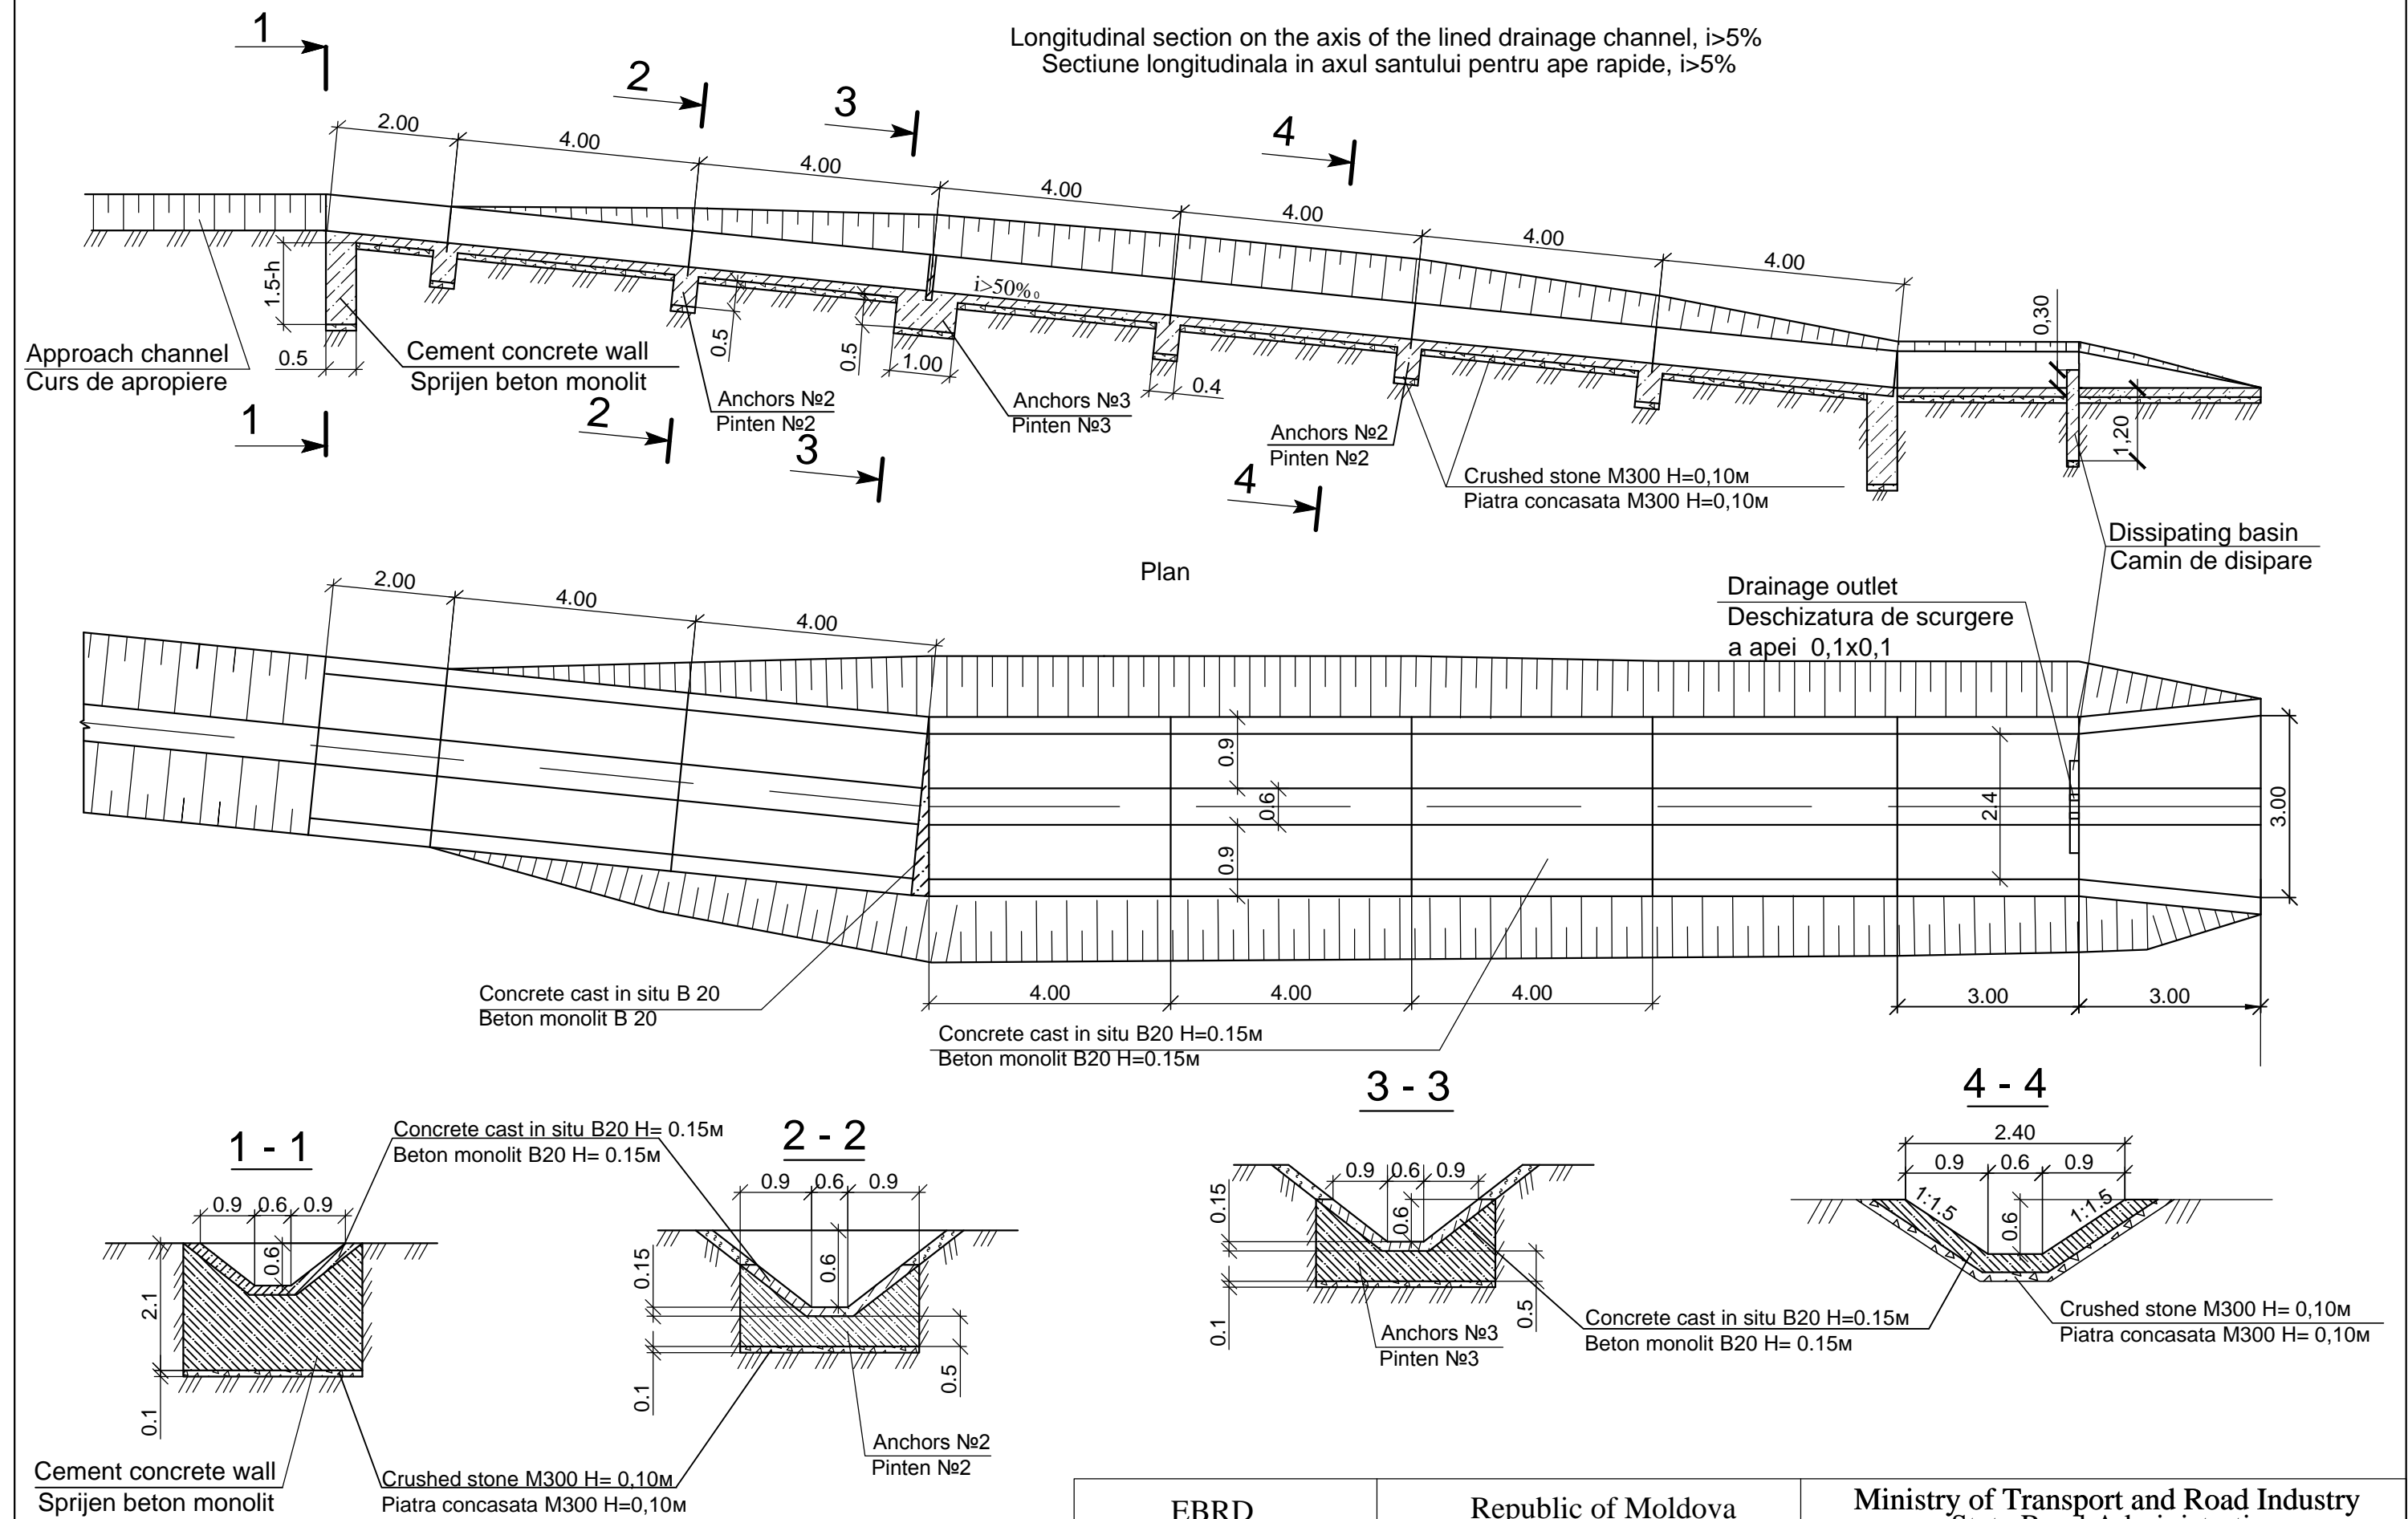 Longitudinal section on the axis of the lined drainage channel, i>5%
Sectiune longitudinala in axul santului pentru ape rapide, i>5%
1
2
3
4
2.00
4.00
4.00
4.00
4.00
4.00
4.00
1.5-h
0.5
0.5
0.5
1.00
0.4
i>50‰
0,30
1,20
Approach channel
Curs de apropiere
Cement concrete wall
Sprijen beton monolit
Anchors №2
Pinten №2
Anchors №3
Pinten №3
Anchors №2
Pinten №2
Crushed stone M300 H=0,10м
Piatra concasata M300 H=0,10м
1
2
3
4
Dissipating basin
Camin de disipare
Plan
Drainage outlet
Deschizatura de scurgere
a apei 0,1x0,1
2.00
4.00
4.00
0.9
0.6
0.9
2.4
3.00
4.00
4.00
4.00
3.00
3.00
Concrete cast in situ B 20
Beton monolit B 20
Concrete cast in situ B20 H=0.15м
Beton monolit B20 H=0.15м
1 - 1
Concrete cast in situ B20 H= 0.15м
Beton monolit B20 H= 0.15м
0.9 0.6 0.9
0.6
2.1
0.1
Cement concrete wall
Sprijen beton monolit
Crushed stone M300 H= 0,10м
Piatra concasata M300 H=0,10м
2 - 2
0.9 0.6 0.9
0.6
0.15
0.1
0.5
Anchors №2
Pinten №2
3 - 3
0.9 0.6 0.9
0.6
0.15
0.1
0.5
Anchors №3
Pinten №3
Concrete cast in situ B20 H=0.15м
Beton monolit B20 H= 0.15м
4 - 4
2.40
0.9 0.6 0.9
1:1.5
0.6
1:1.5
Crushed stone M300 H= 0,10м
Piatra concasata M300 H= 0,10м
EBRD
Republic of Moldova
Ministry of Transport and Road Industry